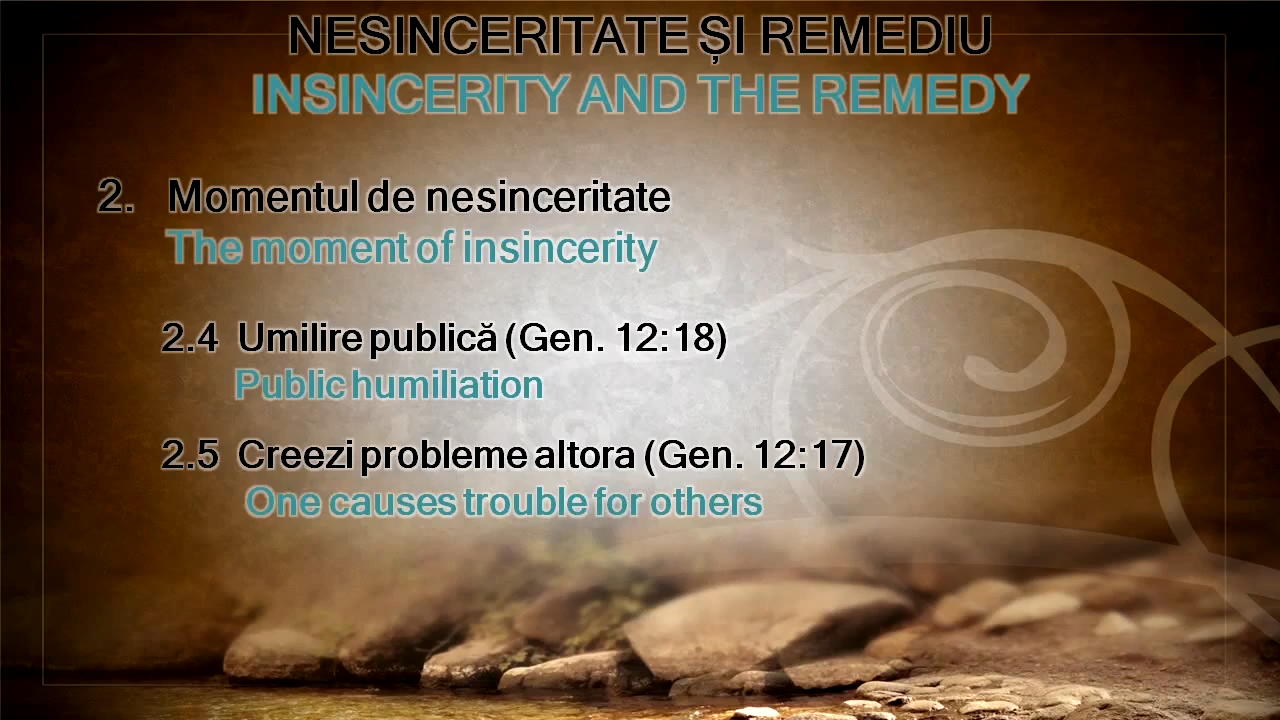 NESINCERITATE ȘI REMEDIU
INSINCERITY AND THE REMEDY
2. Momentul de nesinceritate
The moment of insincerity
2.4 Umilire publică (Gen. 12:18)
Public humiliation
2.5 Creezi probleme altora (Gen. 12:17)
One causes trouble for others